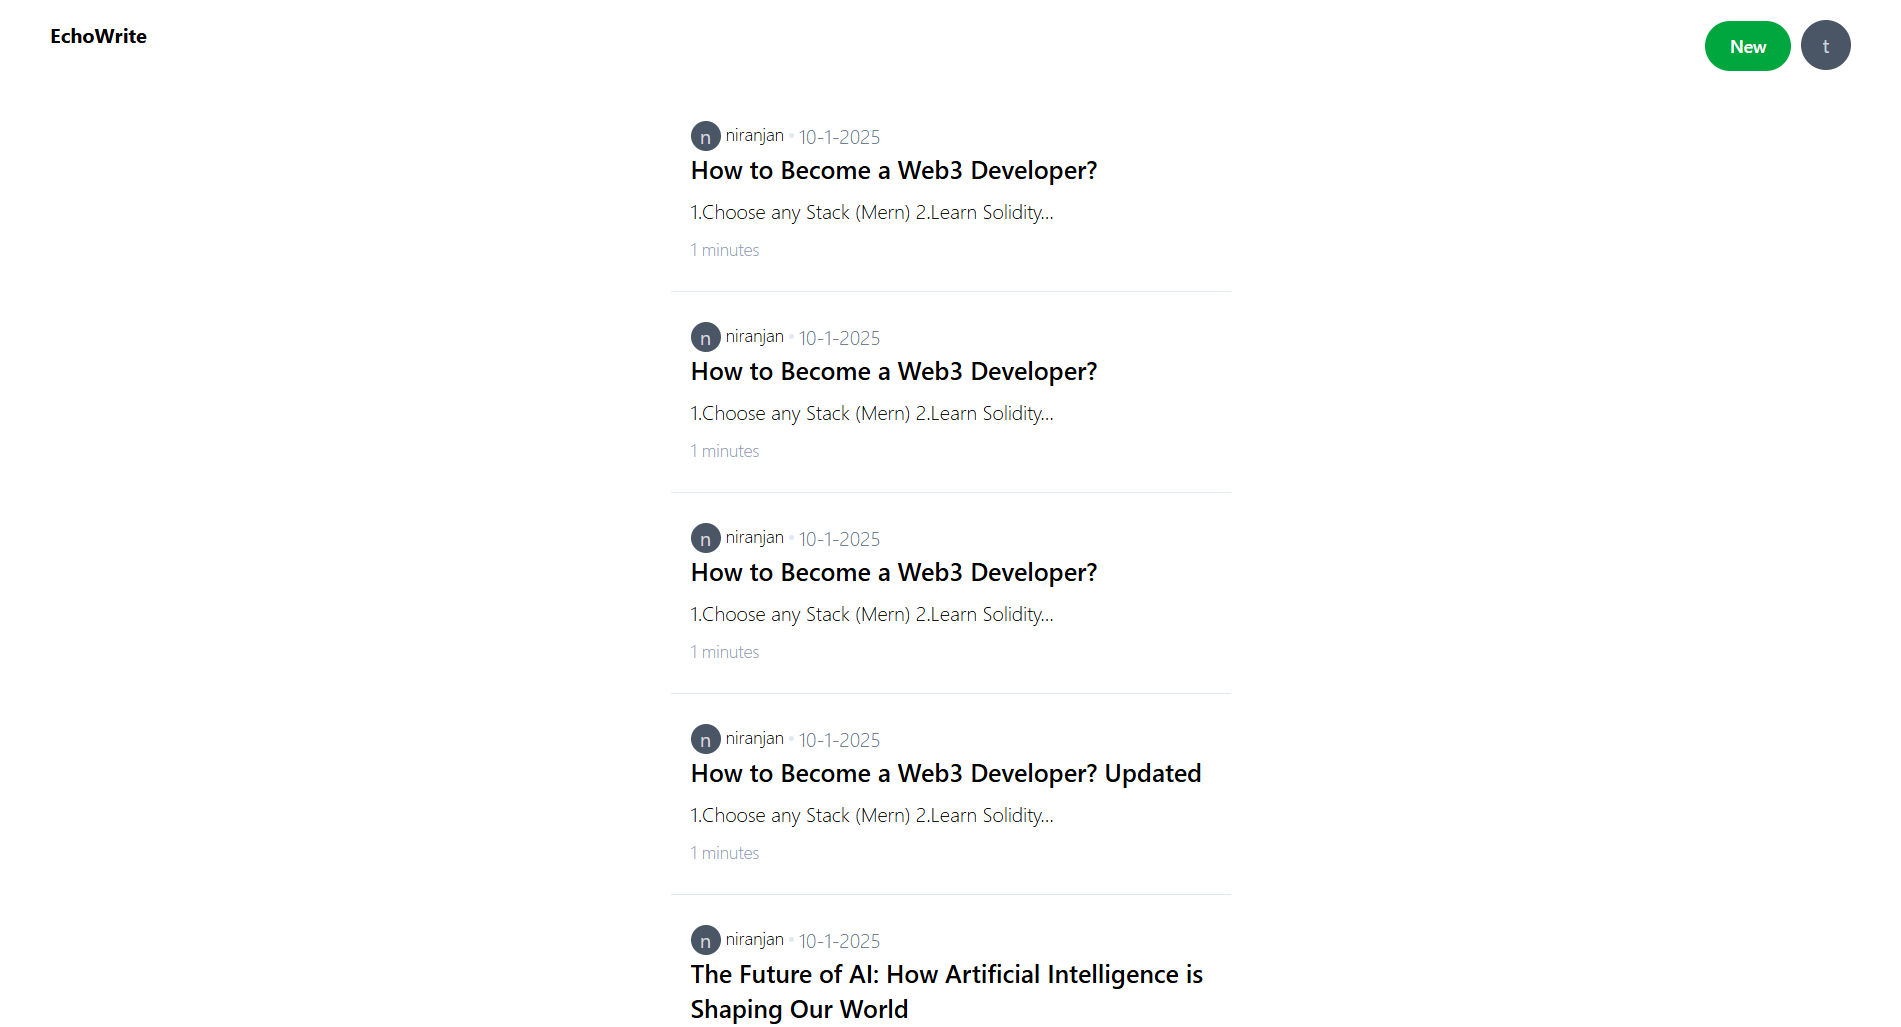 EchoWrite
New
t
n niranjan 10-1-2025
How to Become a Web3 Developer?
1.Choose any Stack (Mern) 2.Learn Solidity...
1 minutes
n niranjan 10-1-2025
How to Become a Web3 Developer?
1.Choose any Stack (Mern) 2.Learn Solidity...
1 minutes
n niranjan 10-1-2025
How to Become a Web3 Developer?
1.Choose any Stack (Mern) 2.Learn Solidity...
1 minutes
n niranjan 10-1-2025
How to Become a Web3 Developer? Updated
1.Choose any Stack (Mern) 2.Learn Solidity...
1 minutes
n niranjan 10-1-2025
The Future of AI: How Artificial Intelligence is
Shaping Our World